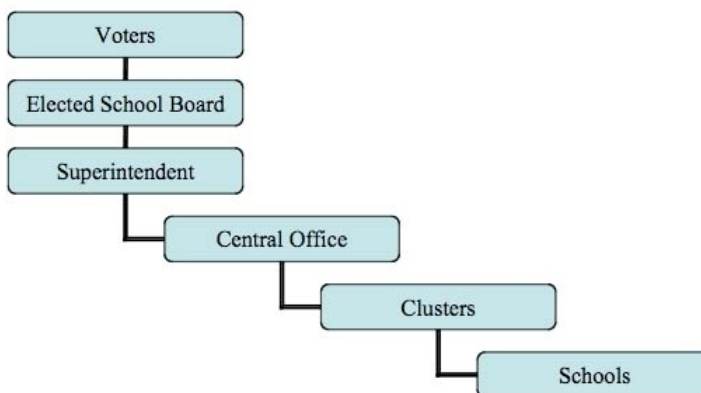 Voters
Elected School Board
Superintendent
Central Office
Clusters
Schools